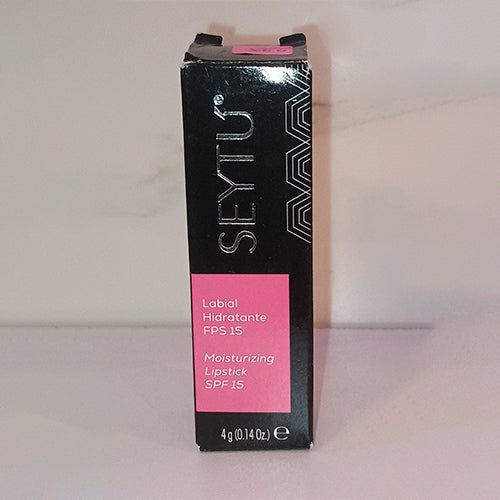 SEYTÚ®
Labial
Hidratante
FPS 15
Moisturizing
Lipstick
SPF 15
4 g (0.14 Oz.) ℮